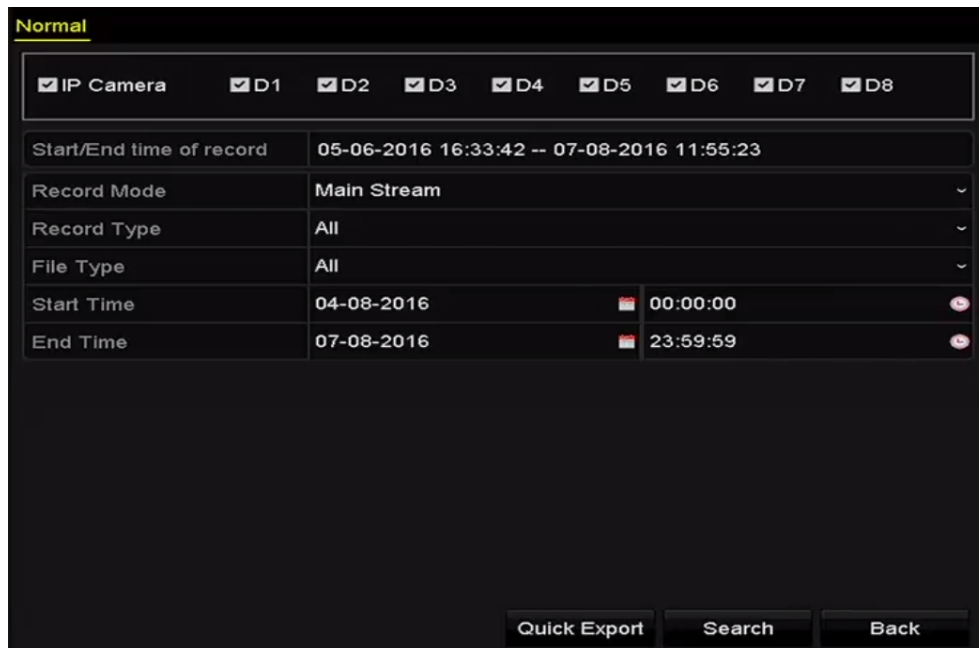 Normal
IP Camera D1 D2 D3 D4 D5 D6 D7 D8
Start/End time of record 05-06-2016 16:33:42 -- 07-08-2016 11:55:23
Record Mode Main Stream
Record Type All
File Type All
Start Time 04-08-2016 00:00:00
End Time 07-08-2016 23:59:59
Quick Export Search Back